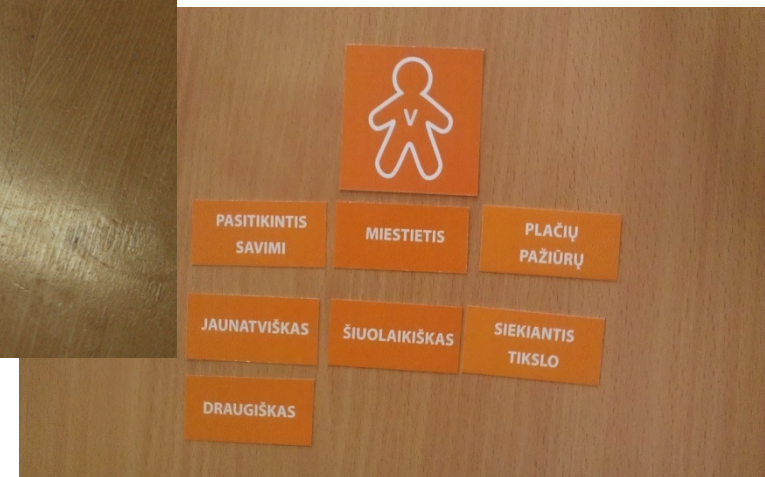 V
PASITIKINTIS
SAVIMI
MIESTIETIS
PLAČIŲ
PAŽIŪRŲ
JAUNATVIŠKAS
ŠIUOLAIKIŠKAS
SIEKIANTIS
TIKSLO
DRAUGIŠKAS